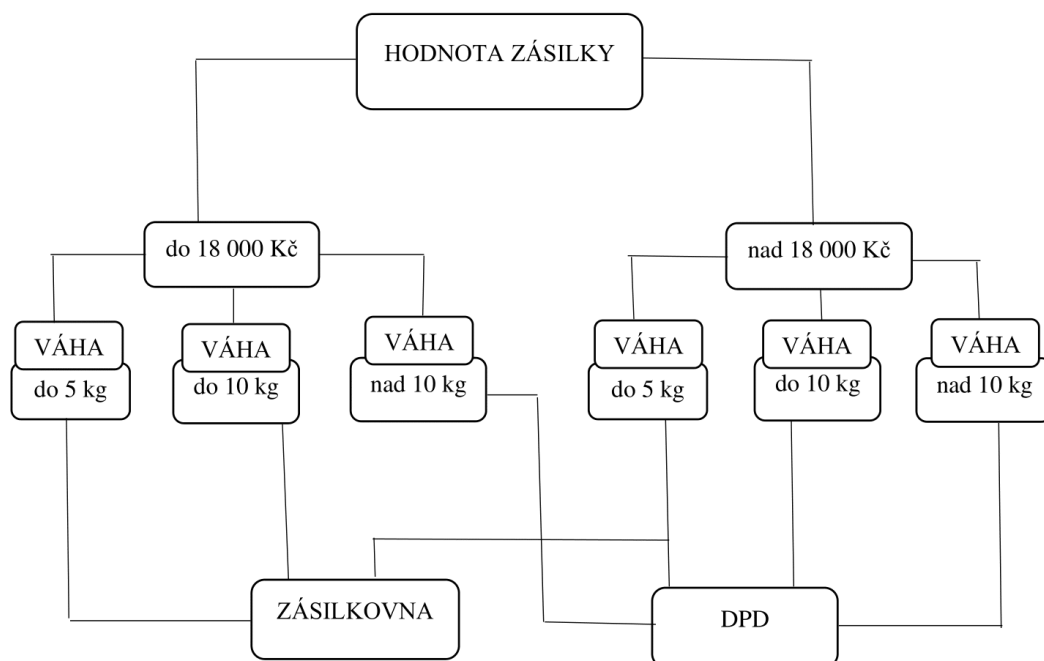 HODNOTA ZÁSILKY
do 18 000 Kč
nad 18 000 Kč
VÁHA
do 5 kg
VÁHA
do 10 kg
VÁHA
nad 10 kg
VÁHA
do 5 kg
VÁHA
do 10 kg
VÁHA
nad 10 kg
ZÁSILKOVNA
DPD